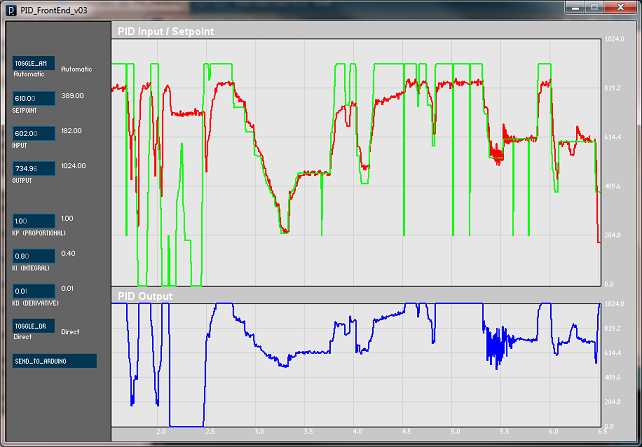 PID_FrontEnd_v03
PID Input / Setpoint
1024.0
TOGGLE_AM
Automatic Automatic
819.2
610.00 389.00
SETPOINT
602.00 182.00
INPUT
614.4
734.96 1024.00
OUTPUT
409.6
1.00 1.00
KP (PROPORTIONAL)
204.8
0.80 0.40
KI (INTEGRAL)
0.0
0.01 0.01
KD (DERIVATIVE)
PID Output
1024.0
TOGGLE_DR
Direct Direct
819.2
614.4
SEND_TO_ARDUINO
409.6
204.8
0.0
2.0 2.5 3.0 3.5 4.0 4.5 5.0 5.5 6.0 6.5